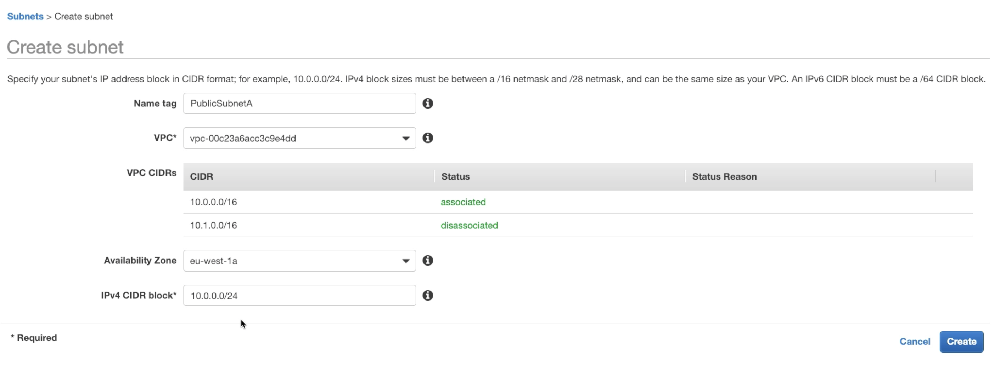 Subnets > Create subnet
Create subnet
Specify your subnet's IP address block in CIDR format; for example, 10.0.0.0/24. IPv4 block sizes must be between a /16 netmask and /28 netmask, and can be the same size as your VPC. An IPv6 CIDR block must be a /64 CIDR block.
Name tag PublicSubnetA
VPC* vpc-00c23a6acc3c9e4dd
VPC CIDRs CIDR Status Status Reason
10.0.0.0/16 associated
10.1.0.0/16 disassociated
Availability Zone eu-west-1a
IPv4 CIDR block* 10.0.0.0/24
* Required Cancel Create